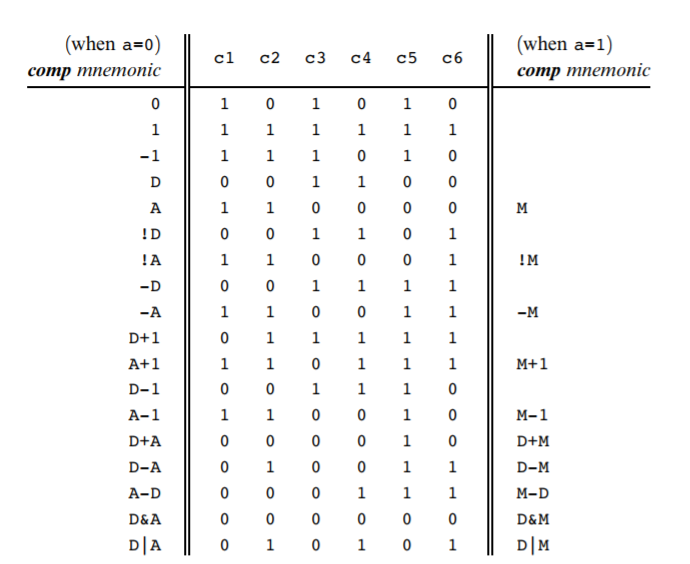 (when a=0) (when a=1)
comp mnemonic c1 c2 c3 c4 c5 c6 comp mnemonic
0 1 0 1 0 1 0
1 1 1 1 1 1 1
-1 1 1 1 0 1 0
D 0 0 1 1 0 0
A 1 1 0 0 0 0 M
!D 0 0 1 1 0 1
!A 1 1 0 0 0 1 !M
-D 0 0 1 1 1 1
-A 1 1 0 0 1 1 -M
D+1 0 1 1 1 1 1
A+1 1 1 0 1 1 1 M+1
D-1 0 0 1 1 1 0
A-1 1 1 0 0 1 0 M-1
D+A 0 0 0 0 1 0 D+M
D-A 0 1 0 0 1 1 D-M
A-D 0 0 0 1 1 1 M-D
D&A 0 0 0 0 0 0 D&M
D|A 0 1 0 1 0 1 D|M